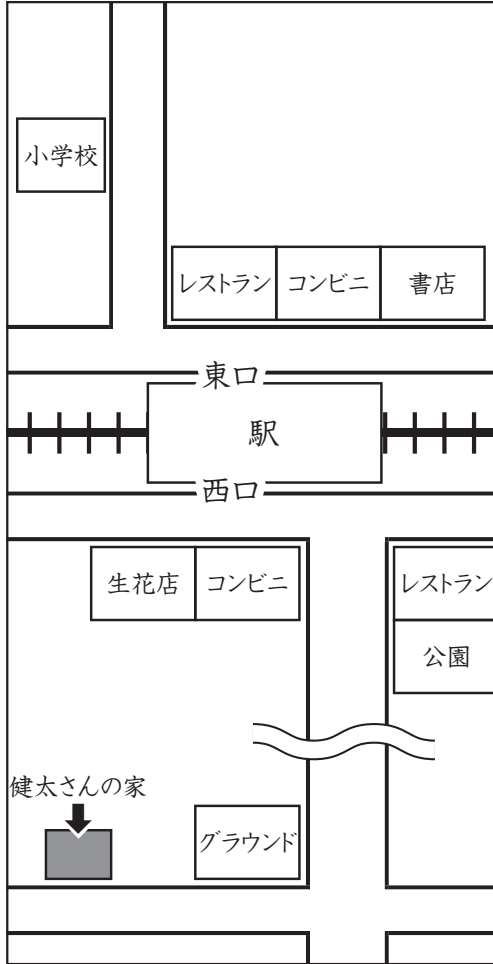 小学校
レストラン
コンビニ
書店
東口
駅
西口
生花店
コンビニ
レストラン
公園
健太さんの家
グラウンド